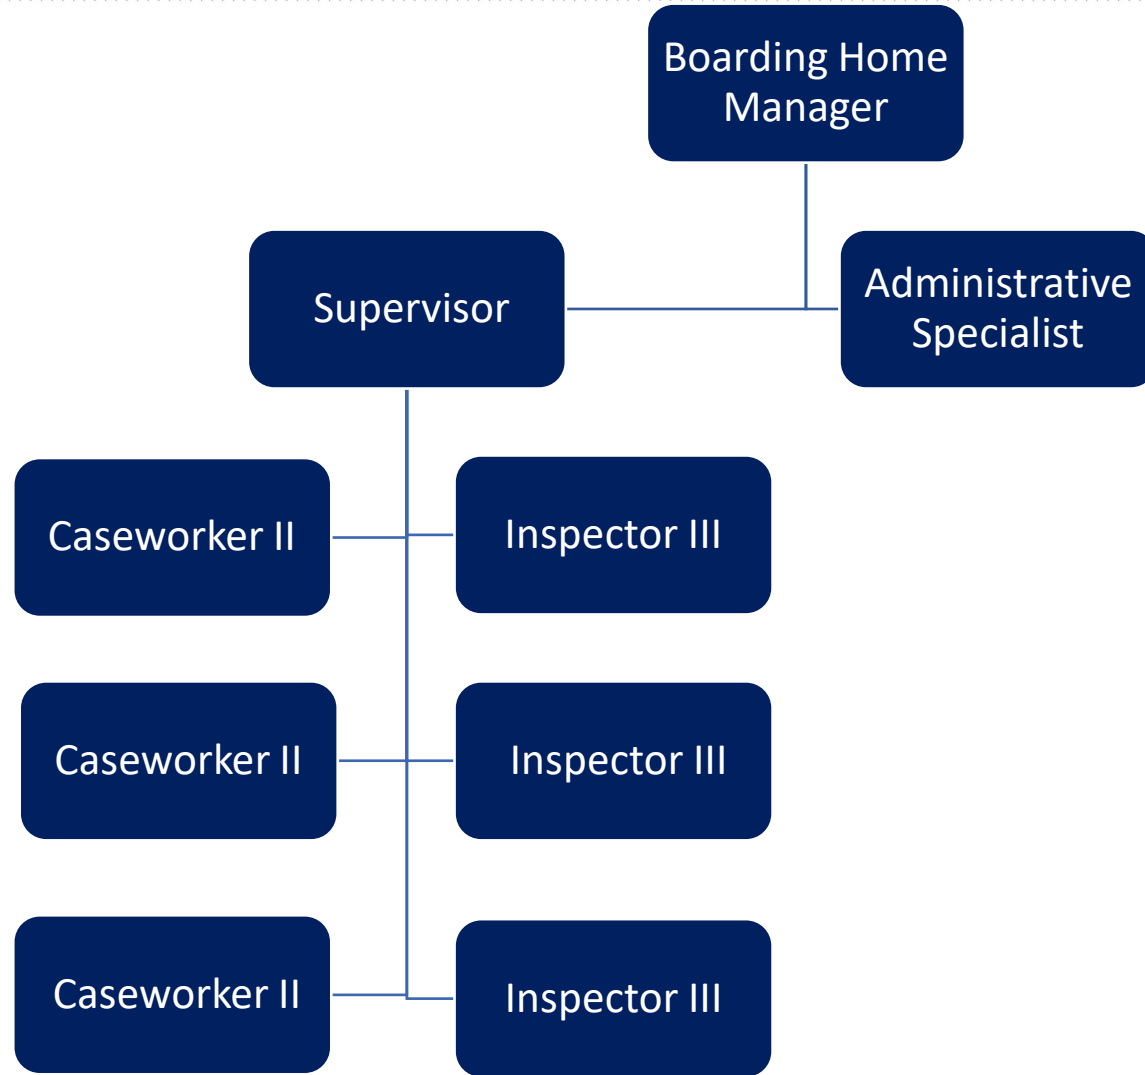 Boarding Home
Manager
Supervisor
Administrative
Specialist
Caseworker II
Inspector III
Caseworker II
Inspector III
Caseworker II
Inspector III